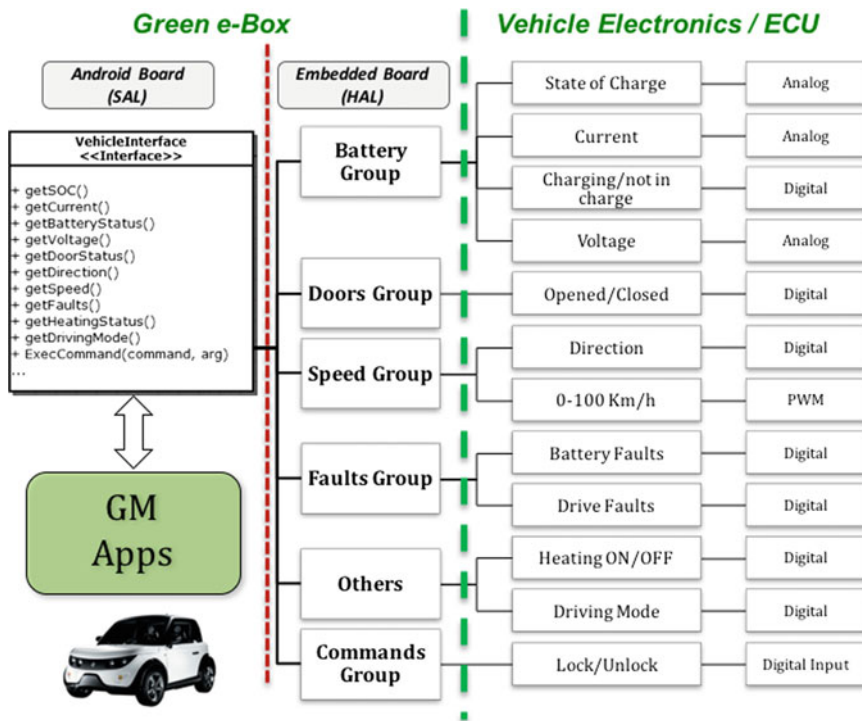 Green e-Box
Vehicle Electronics / ECU
Android Board
(SAL)
Embedded Board
(HAL)
VehicleInterface
<<Interface>>
+ getSOC()
+ getCurrent()
+ getBatteryStatus()
+ getVoltage()
+ getDoorStatus()
+ getDirection()
+ getSpeed()
+ getFaults()
+ getHeatingStatus()
+ getDrivingMode()
+ ExecCommand(command, arg)
...
GM
Apps
Battery
Group
Doors Group
Speed Group
Faults Group
Others
Commands
Group
State of Charge
Analog
Current
Analog
Charging/not in
charge
Digital
Voltage
Analog
Opened/Closed
Digital
Direction
Digital
0-100 Km/h
PWM
Battery Faults
Digital
Drive Faults
Digital
Heating ON/OFF
Digital
Driving Mode
Digital
Lock/Unlock
Digital Input